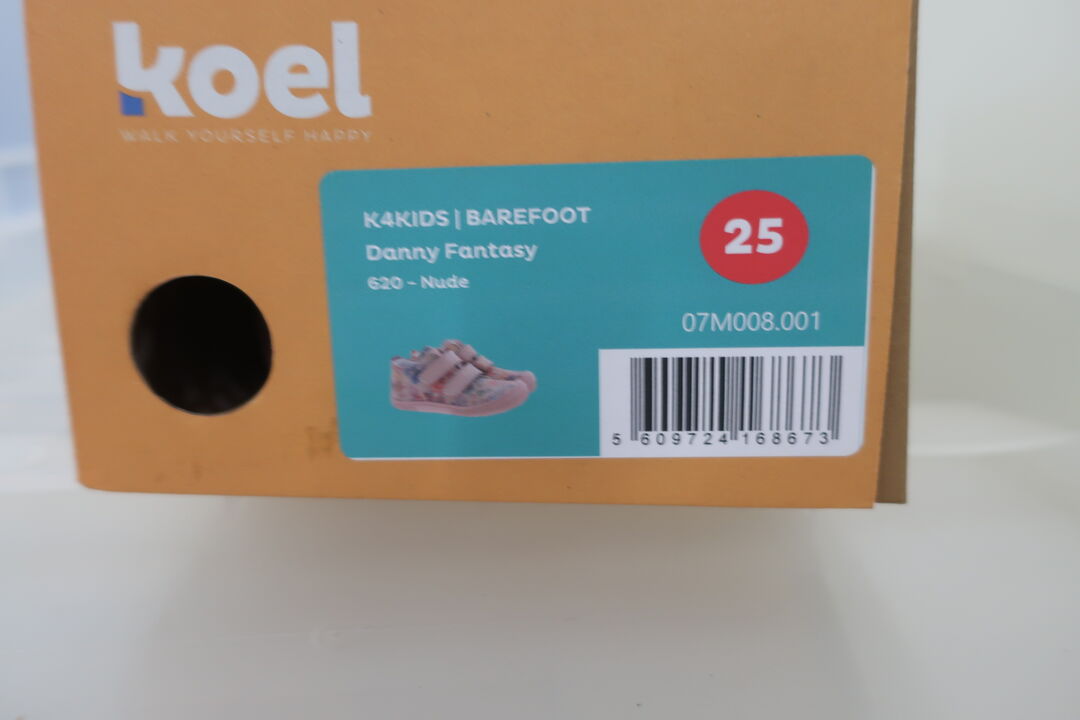 koel
WALK YOURSELF HAPPY
K4KIDS | BAREFOOT
Danny Fantasy
620 - Nude
25
07M008.001
5 609724 168673